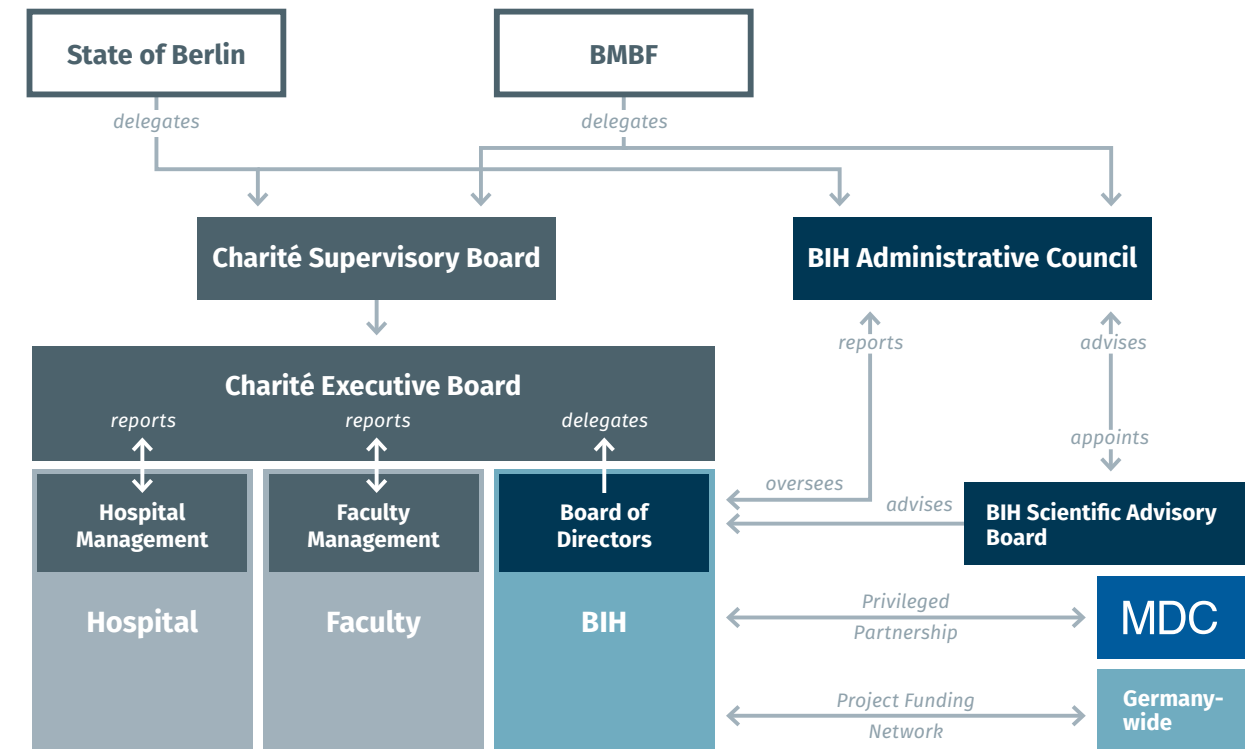 State of Berlin
BMBF
delegates
delegates
Charité Supervisory Board
BIH Administrative Council
reports
advises
Charité Executive Board
reports
reports
delegates
appoints
oversees
advises
Hospital
Management
Faculty
Management
Board of
Directors
BIH Scientific Advisory
Board
Hospital
Faculty
BIH
Privileged
Partnership
MDC
Project Funding
Network
Germany-
wide